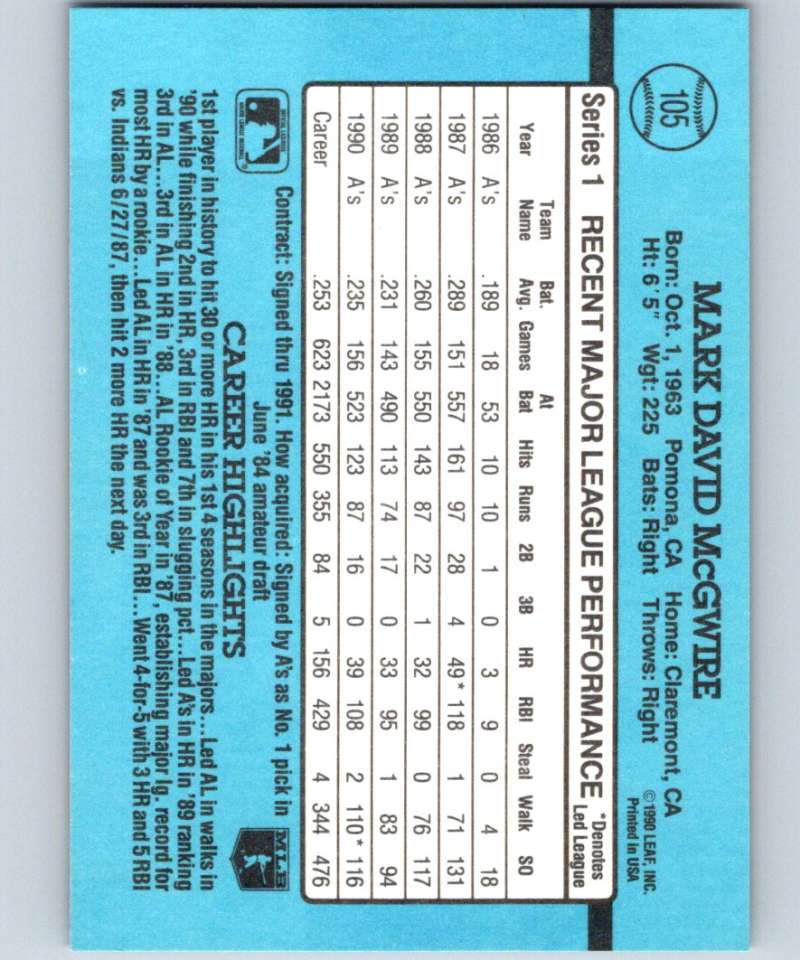 105
MARK DAVID McGWIRE
Born: Oct. 1, 1963 Pomona, CA Home: Claremont, CA
Ht: 6' 5" Wgt: 225 Bats: Right Throws: Right
© 1990 LEAF, INC.
Printed in USA
Series 1 RECENT MAJOR LEAGUE PERFORMANCE *Denotes
Led League
Team Bat. At
Year Name Avg. Games Bat Hits Runs 2B 3B HR RBI Steal Walk SO
1986 A's .189 18 53 10 10 1 0 3 9 0 4 18
1987 A's .289 151 557 161 97 28 4 49* 118 1 71 131
1988 A's .260 155 550 143 87 22 1 32 99 0 76 117
1989 A's .231 143 490 113 74 17 0 33 95 1 83 94
1990 A's .235 156 523 123 87 16 0 39 108 2 110* 116
Career .253 623 2173 550 355 84 5 156 429 4 344 476
Contract: Signed thru 1991. How acquired: Signed by A's as No. 1 pick in
June '84 amateur draft
MLB
CAREER HIGHLIGHTS
1st player in history to hit 30 or more HR in his 1st 4 seasons in the majors...Led AL in walks in
'90 while finishing 2nd in HR, 3rd in RBI and 7th in slugging pct...Led A's in HR in '89 ranking
3rd in AL...3rd in AL in HR in '88...AL Rookie of Year in '87, establishing major lg. record for
most HR by a rookie...Led AL in HR in '87 and was 3rd in RBI...Went 4-for-5 with 3 HR and 5 RBI
vs. Indians 6/27/87, then hit 2 more HR the next day.